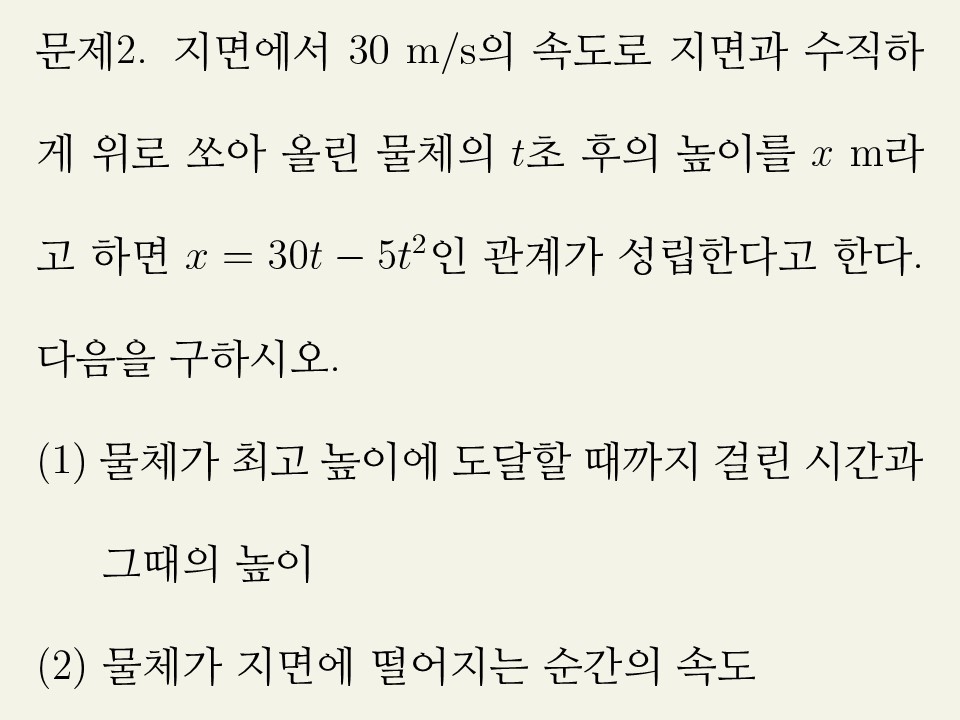 문제2. 지면에서 30 m/s의 속도로 지면과 수직하
게 위로 쏘아 올린 물체의 t초 후의 높이를 x m라
고 하면 x = 30t − 5t²인 관계가 성립한다고 한다.
다음을 구하시오.
(1) 물체가 최고 높이에 도달할 때까지 걸린 시간과
그때의 높이
(2) 물체가 지면에 떨어지는 순간의 속도